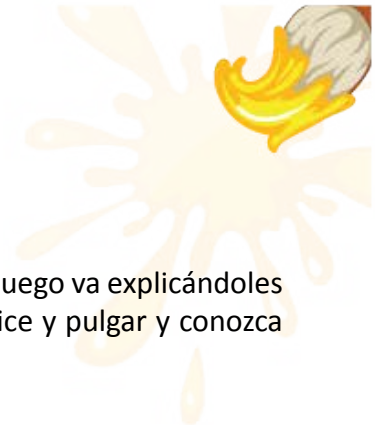 uego va explicándoles
ice y pulgar y conozca